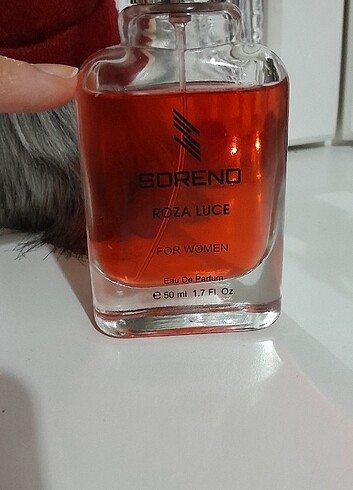 SORENO
ROZA LUCE
FOR WOMEN
Eau De Parfum
℮ 50 ml 1.7 Fl. Oz